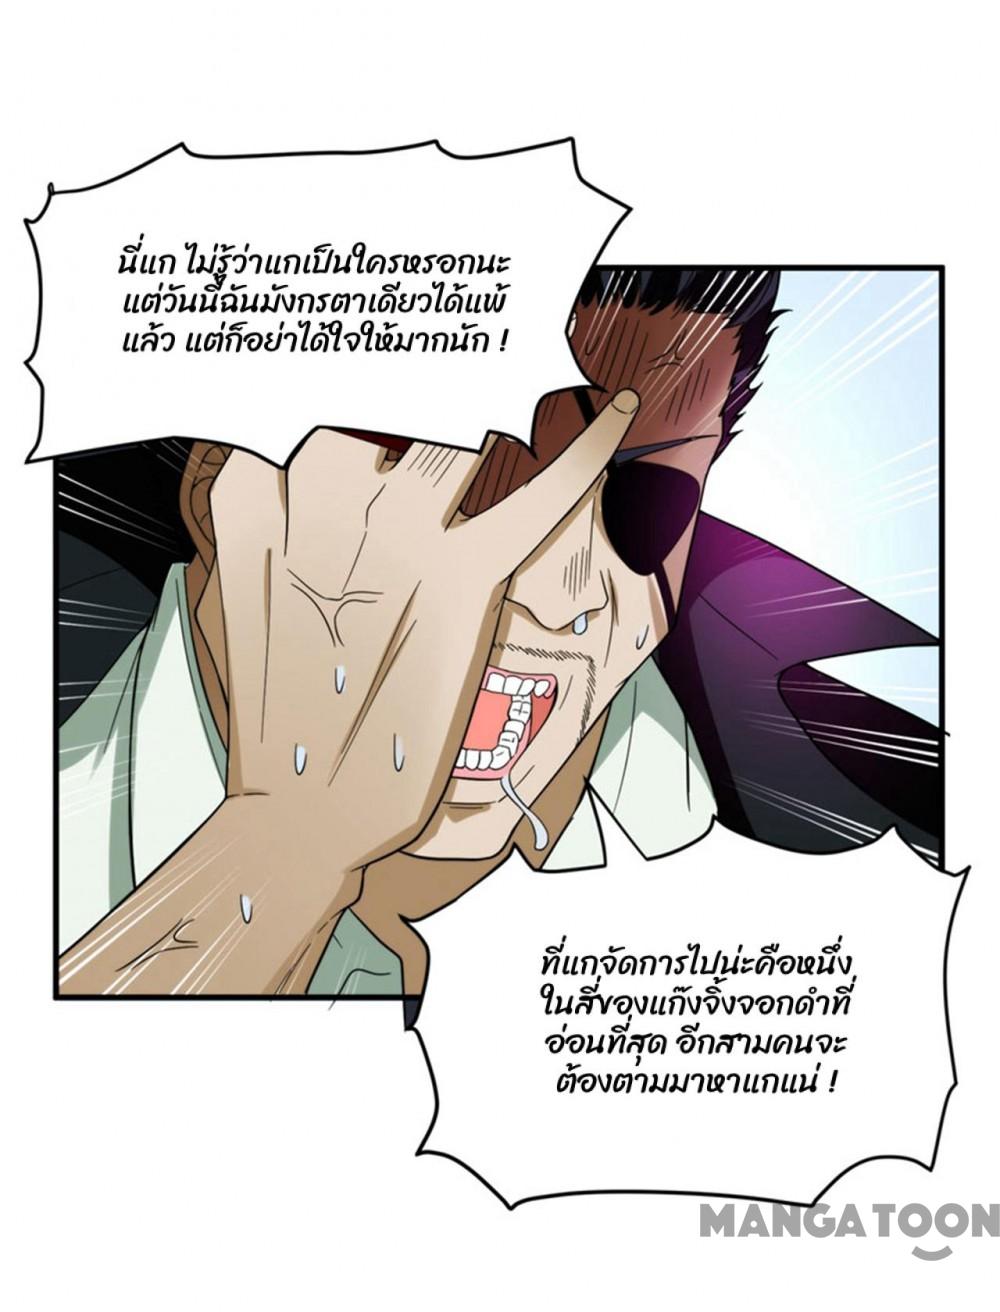 นี่แก ไม่รู้ว่าแกเป็นใครหรอกนะ
แต่วันนี้ฉันมังกรตาเดียวได้แพ้
แล้ว แต่ก็อย่าได้ใจให้มากนัก !
ที่แกจัดการไปน่ะคือหนึ่ง
ในสี่ของแก๊งจิ้งจอกดำที่
อ่อนที่สุด อีกสามคนจะ
ต้องตามมาหาแกแน่ !
MANGATOON